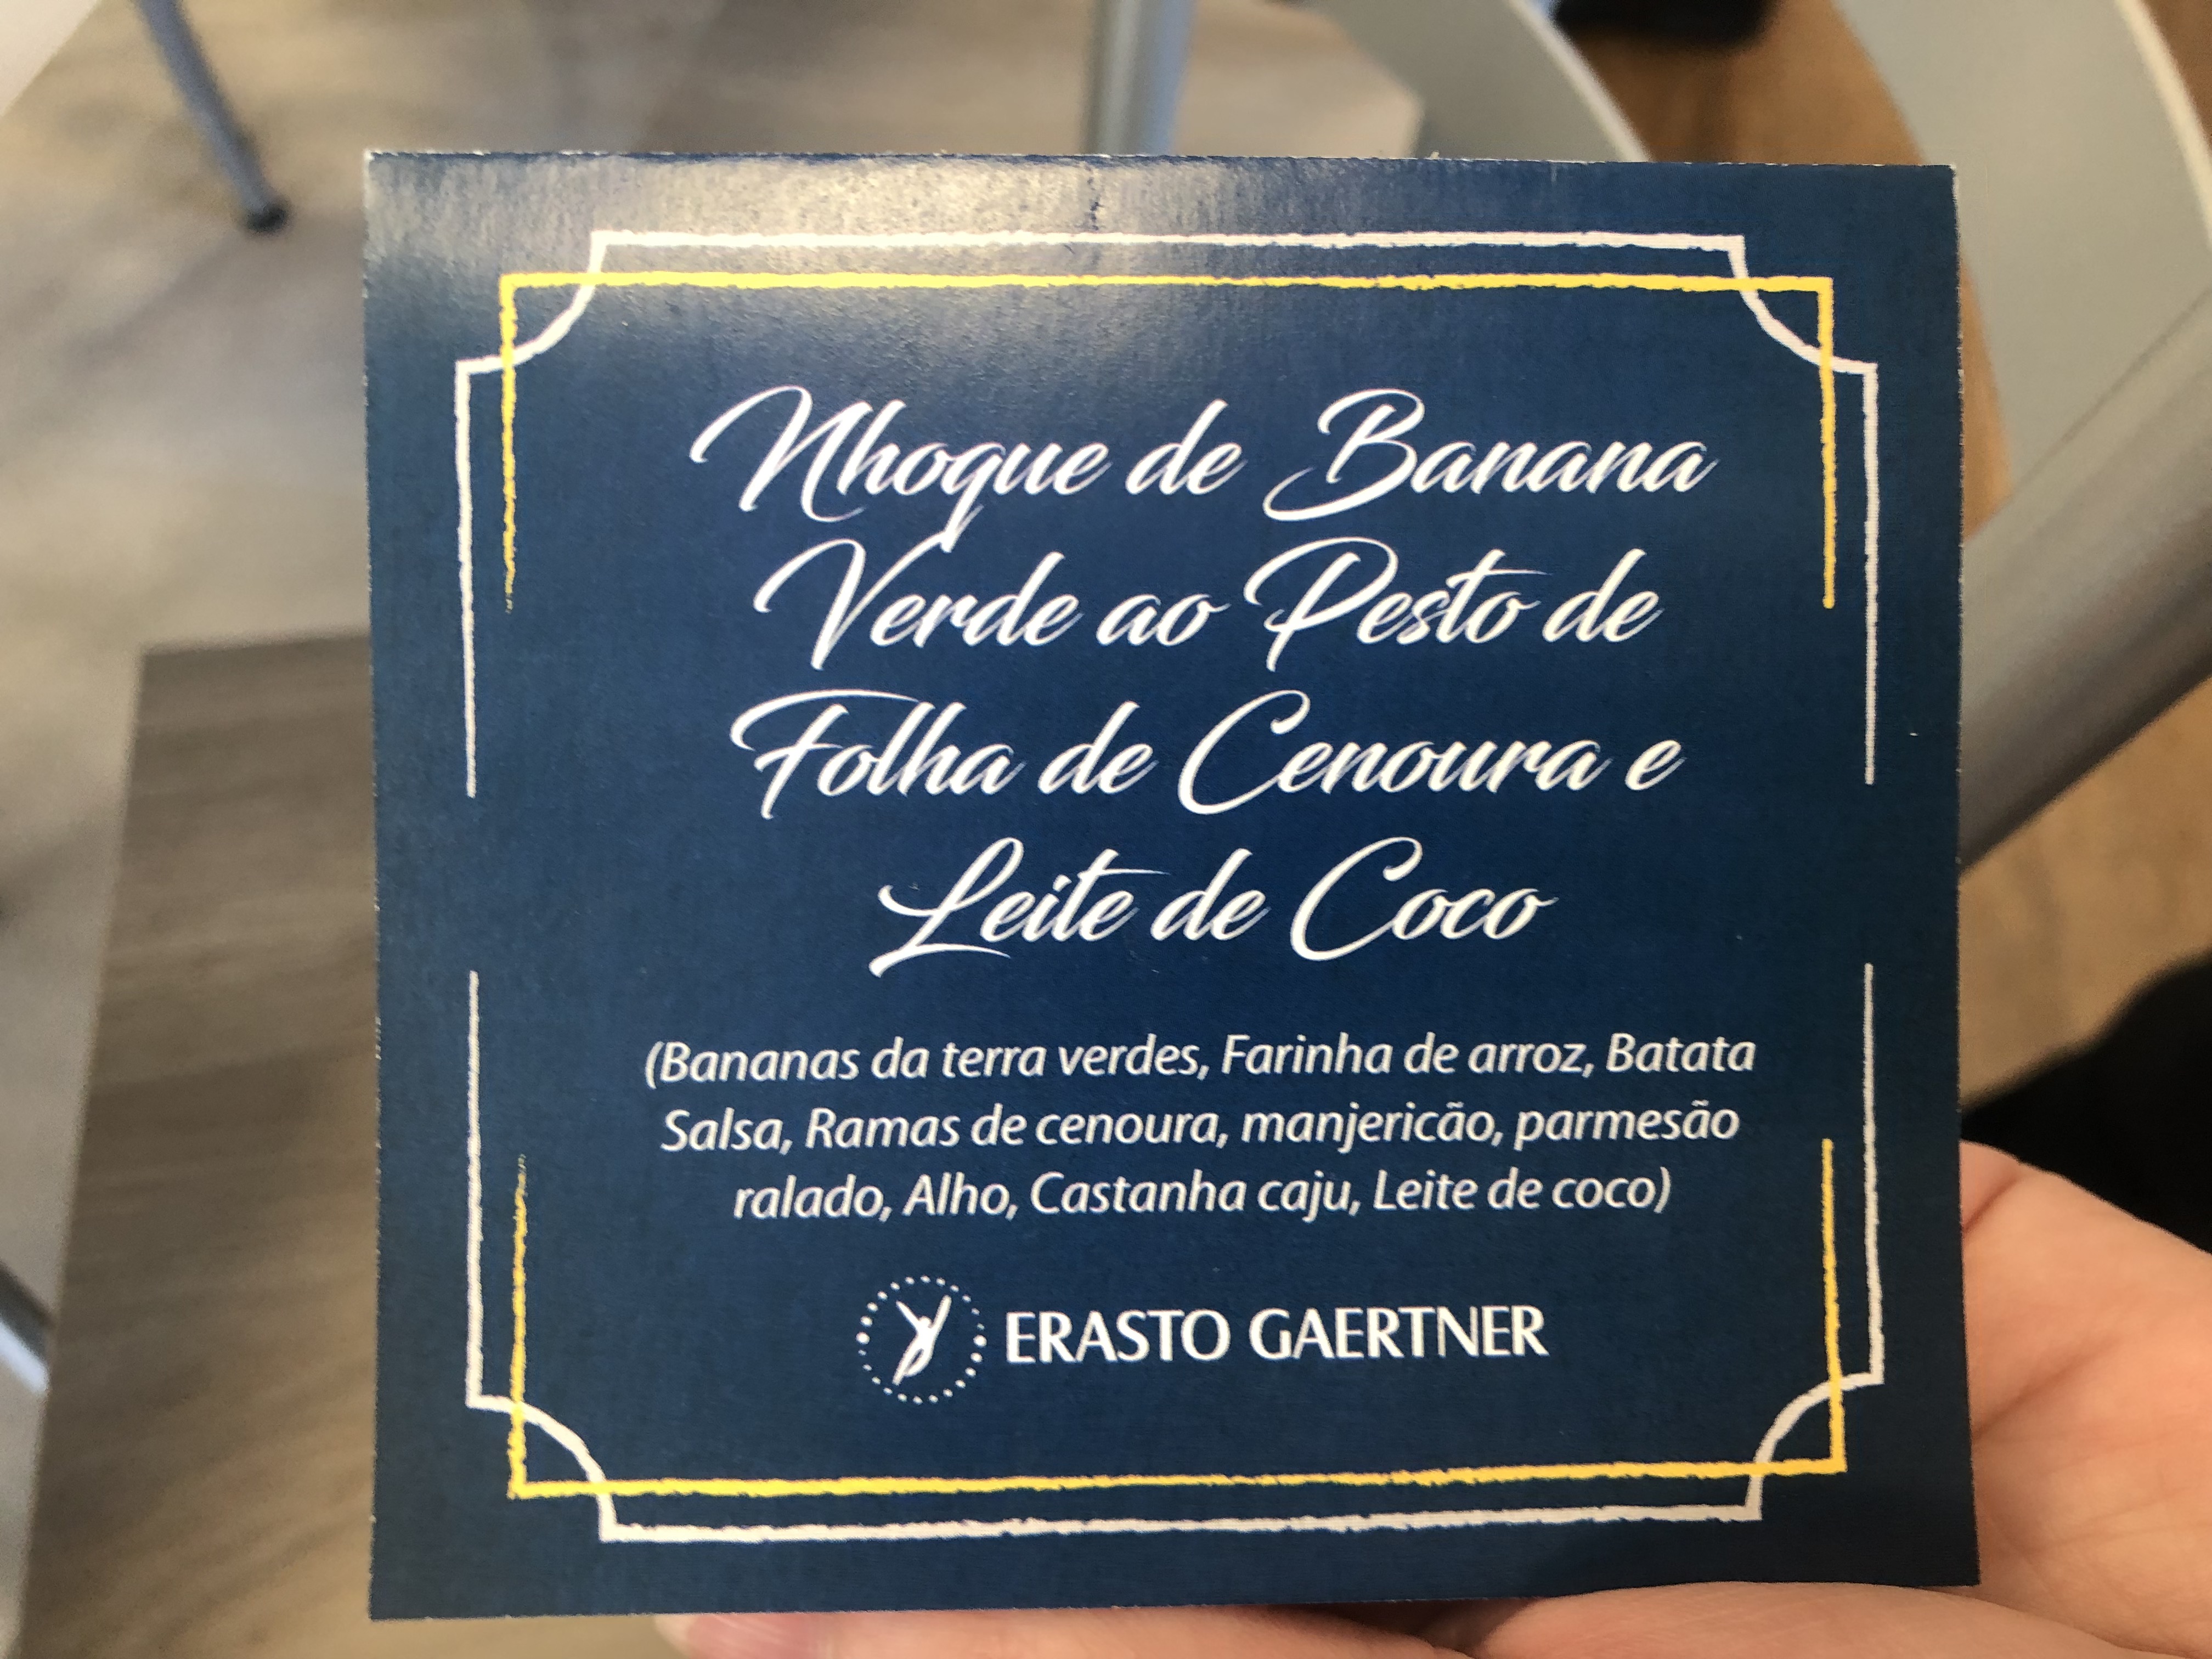 Nhoque de Banana
Verde ao Pesto de
Folha de Cenoura e
Leite de Coco
(Bananas da terra verdes, Farinha de arroz, Batata
Salsa, Ramas de cenoura, manjericão, parmesão
ralado, Alho, Castanha caju, Leite de coco)
ERASTO GAERTNER